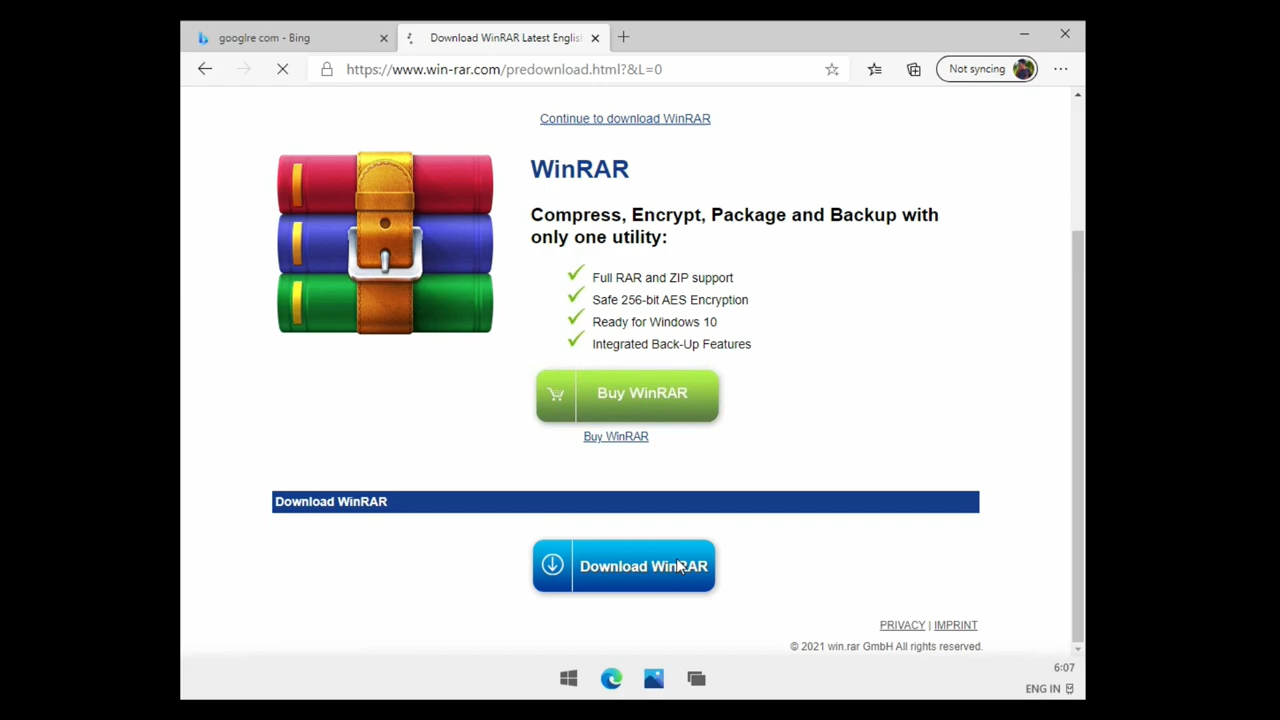 googlre com - Bing
Download WinRAR Latest Englis
https://www.win-rar.com/predownload.html?&L=0
Not syncing
Continue to download WinRAR
WinRAR
Compress, Encrypt, Package and Backup with
only one utility:
Full RAR and ZIP support
Safe 256-bit AES Encryption
Ready for Windows 10
Integrated Back-Up Features
Buy WinRAR
Buy WinRAR
Download WinRAR
Download WinRAR
PRIVACY | IMPRINT
© 2021 win.rar GmbH All rights reserved.
6:07
ENG IN